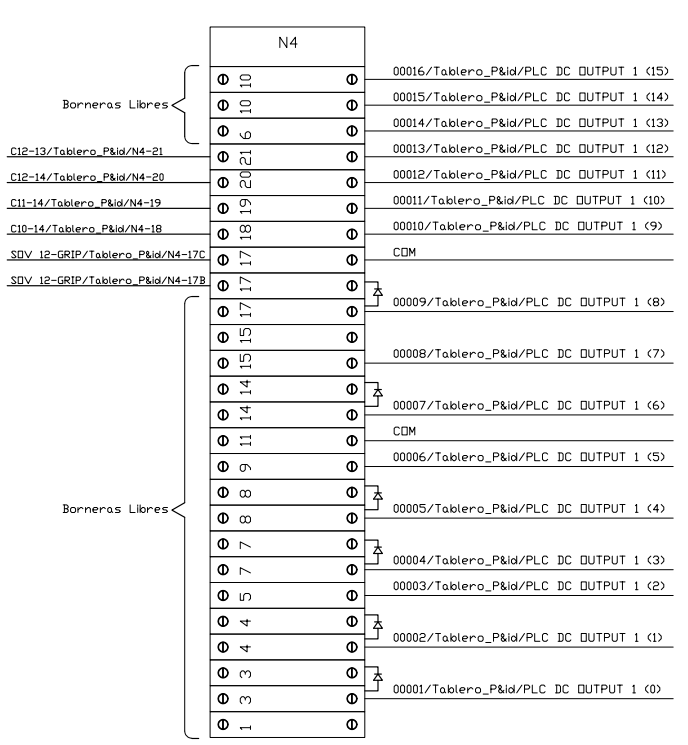 N4
10 00016/Tablero_P&id/PLC DC OUTPUT 1 (15)
Borneras Libres 10 00015/Tablero_P&id/PLC DC OUTPUT 1 (14)
6 00014/Tablero_P&id/PLC DC OUTPUT 1 (13)
C12-13/Tablero_P&id/N4-21 21 00013/Tablero_P&id/PLC DC OUTPUT 1 (12)
C12-14/Tablero_P&id/N4-20 20 00012/Tablero_P&id/PLC DC OUTPUT 1 (11)
C11-14/Tablero_P&id/N4-19 19 00011/Tablero_P&id/PLC DC OUTPUT 1 (10)
C10-14/Tablero_P&id/N4-18 18 00010/Tablero_P&id/PLC DC OUTPUT 1 (9)
SOV 12-GRIP/Tablero_P&id/N4-17C 17 COM
SOV 12-GRIP/Tablero_P&id/N4-17B 17
17 00009/Tablero_P&id/PLC DC OUTPUT 1 (8)
15
15 00008/Tablero_P&id/PLC DC OUTPUT 1 (7)
14
14 00007/Tablero_P&id/PLC DC OUTPUT 1 (6)
11 COM
9 00006/Tablero_P&id/PLC DC OUTPUT 1 (5)
8
Borneras Libres 8 00005/Tablero_P&id/PLC DC OUTPUT 1 (4)
7
7 00004/Tablero_P&id/PLC DC OUTPUT 1 (3)
5 00003/Tablero_P&id/PLC DC OUTPUT 1 (2)
4
4 00002/Tablero_P&id/PLC DC OUTPUT 1 (1)
3
3 00001/Tablero_P&id/PLC DC OUTPUT 1 (0)
1